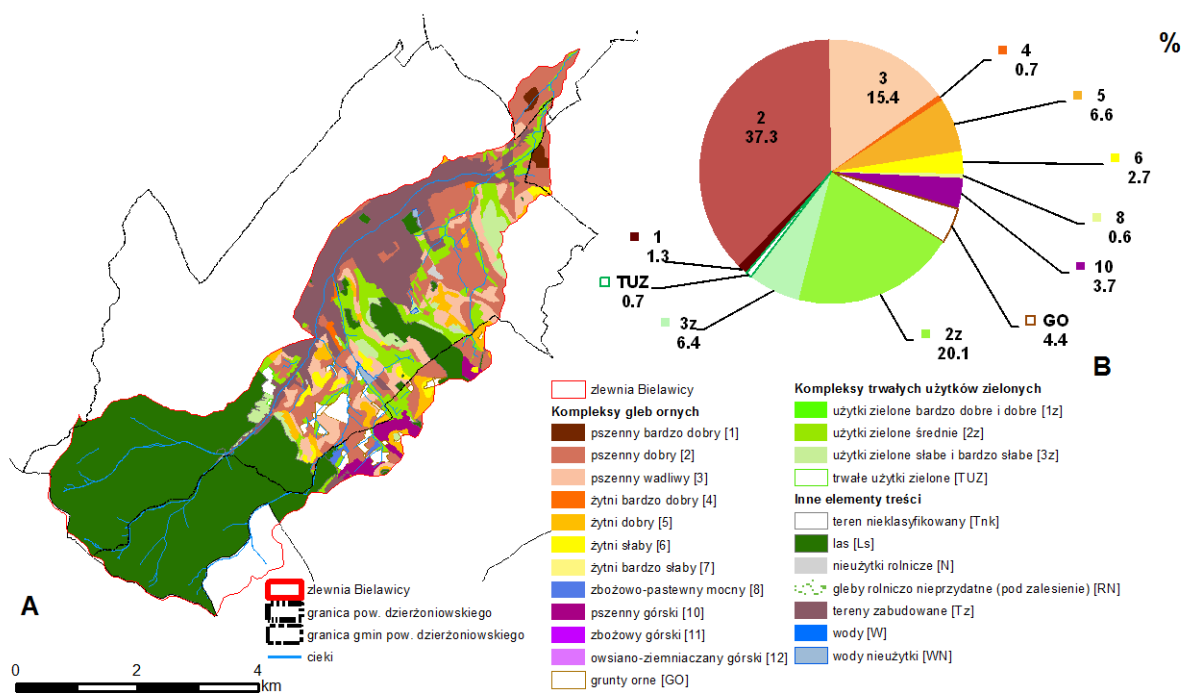 %
4
0.7
3
15.4
5
6.6
2
37.3
6
2.7
8
0.6
1
1.3
10
3.7
TUZ
0.7
GO
4.4
3z
6.4
2z
20.1
B
zlewnia Bielawicy
Kompleksy gleb ornych
pszenny bardzo dobry [1]
pszenny dobry [2]
pszenny wadliwy [3]
żytni bardzo dobry [4]
żytni dobry [5]
żytni słaby [6]
żytni bardzo słaby [7]
zbożowo-pastewny mocny [8]
pszenny górski [10]
zbożowy górski [11]
owsiano-ziemniaczany górski [12]
grunty orne [GO]
Kompleksy trwałych użytków zielonych
użytki zielone bardzo dobre i dobre [1z]
użytki zielone średnie [2z]
użytki zielone słabe i bardzo słabe [3z]
trwałe użytki zielone [TUZ]
Inne elementy treści
teren nieklasyfikowany [Tnk]
las [Ls]
nieużytki rolnicze [N]
gleby rolniczo nieprzydatne (pod zalesienie) [RN]
tereny zabudowane [Tz]
wody [W]
wody nieużytki [WN]
zlewnia Bielawicy
granica pow. dzierżoniowskiego
granica gmin pow. dzierżoniowskiego
cieki
A
0 2 4
km